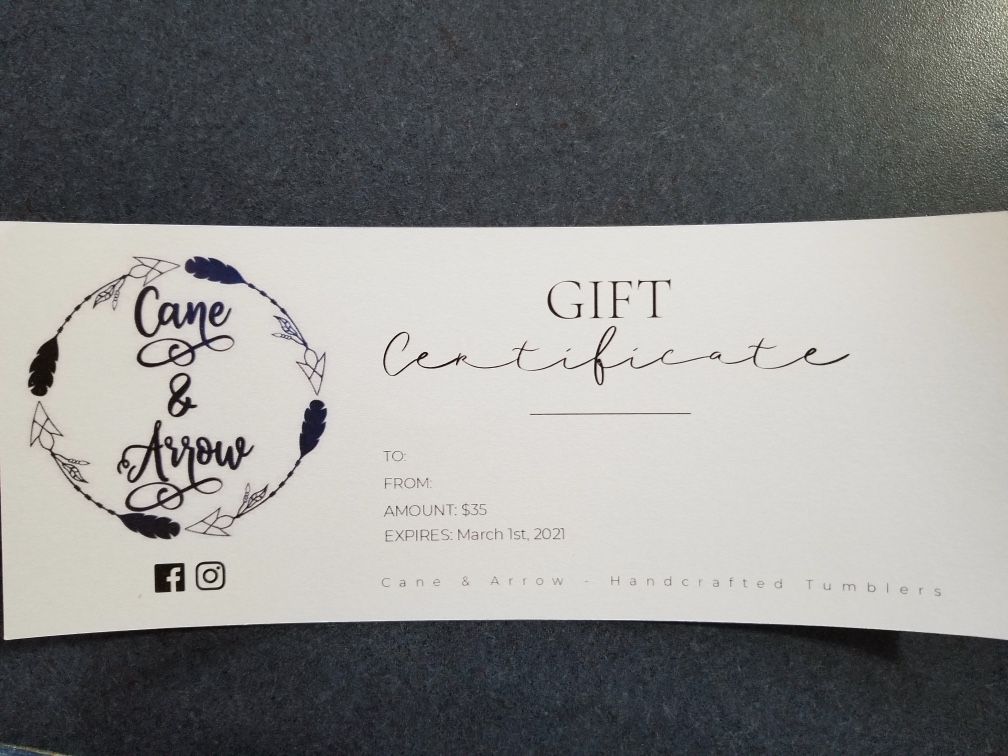 Cane
&
Arrow
GIFT
Certificate
TO:
FROM:
AMOUNT: $35
EXPIRES: March 1st, 2021
Cane & Arrow - Handcrafted Tumblers